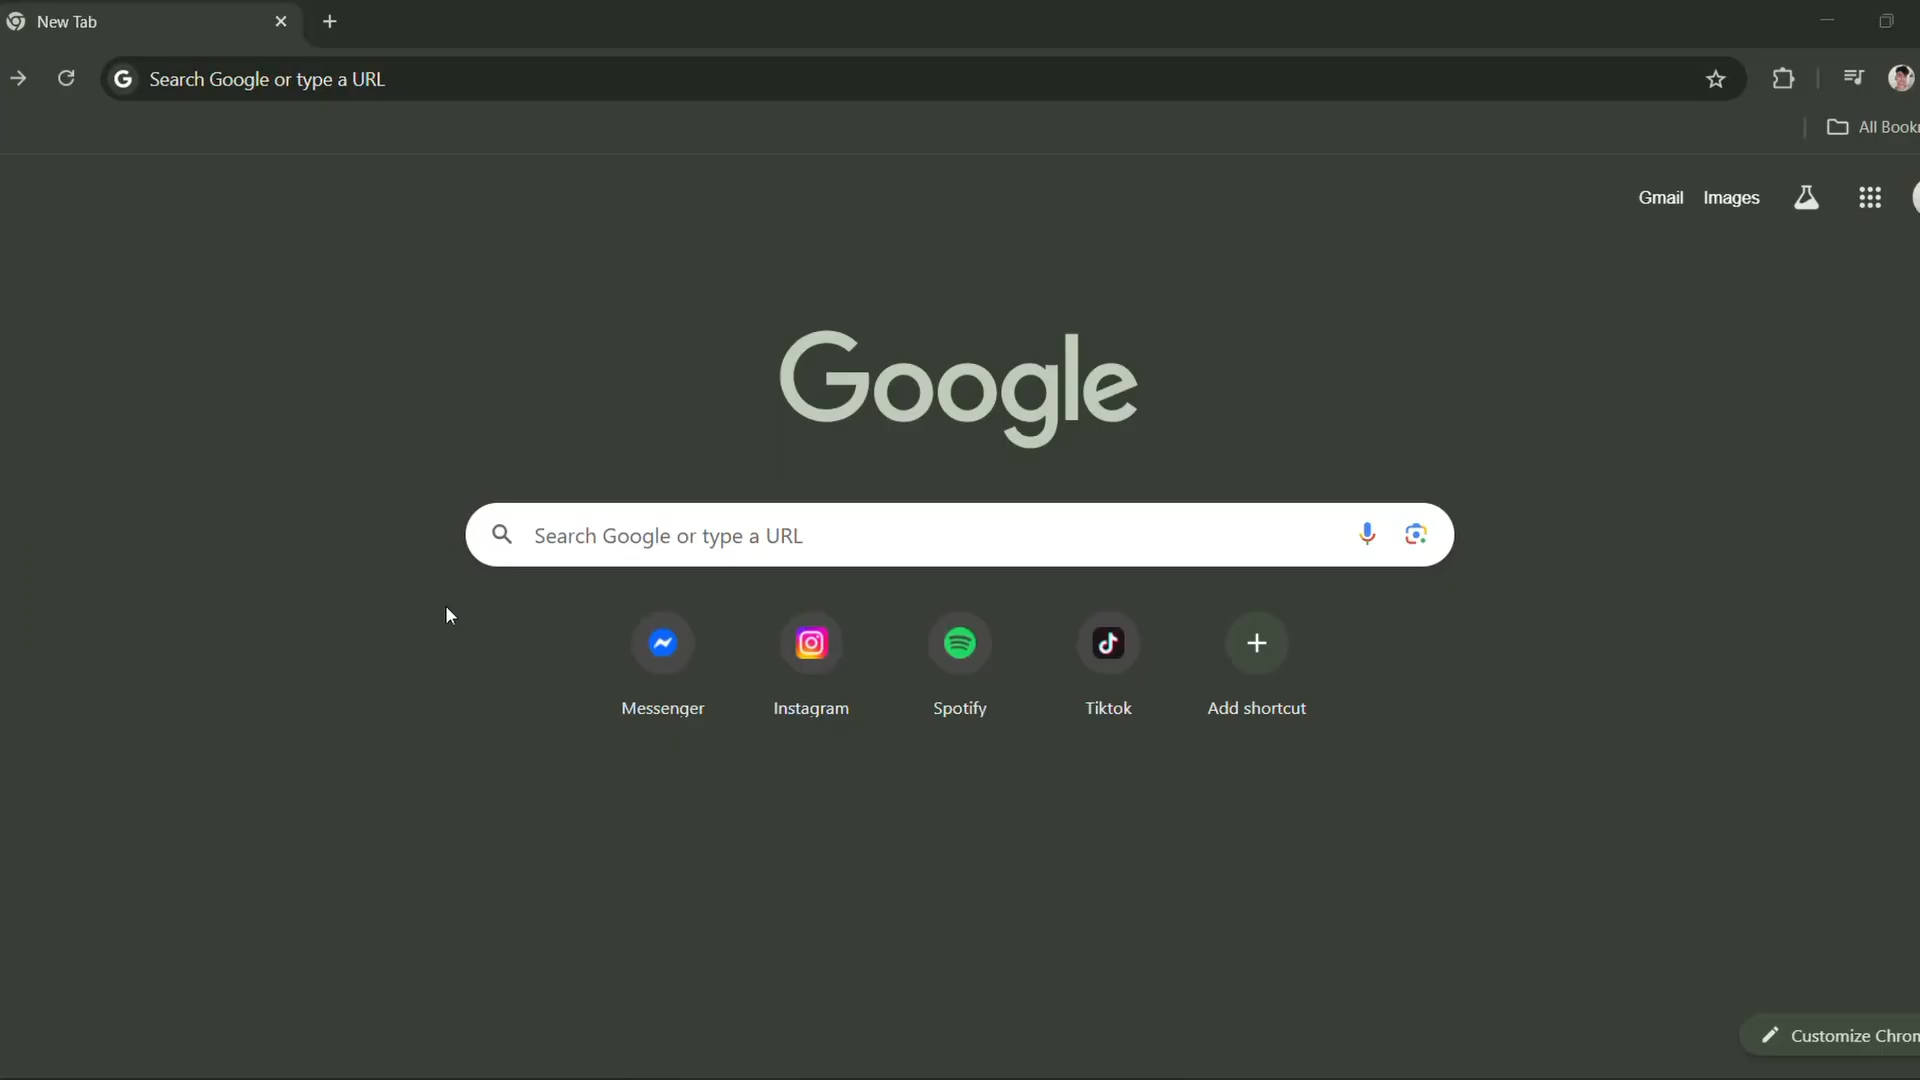 New Tab
Search Google or type a URL
All Book
Gmail Images
Google
Search Google or type a URL
Messenger Instagram Spotify Tiktok Add shortcut
Customize Chrom